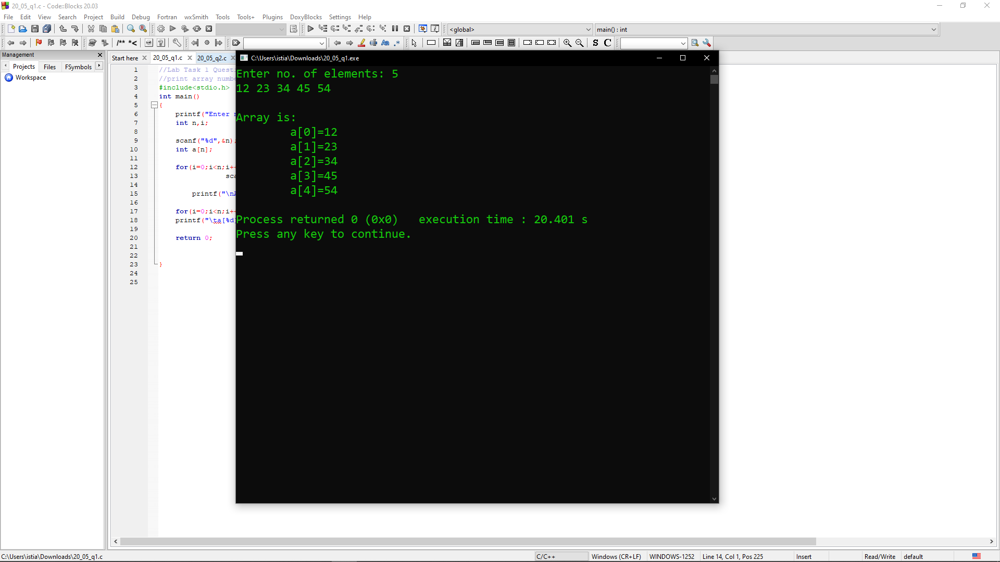 20_05_q1.c - Code::Blocks 20.03
File Edit View Search Project Build Debug Fortran wxSmith Tools Tools+ Plugins DoxyBlocks Settings Help
<global> main() : int
/** *< Aa .* S C
Management
Projects Files FSymbols
Workspace
Start here 20_05_q1.c 20_05_q2.c
1 //Lab Task 1
2 //print array
3 #include<stdio.h>
4 int main()
5 {
6 printf("Enter
7 int n,i;
8
9 scanf("%d",&n);
10 int a[n];
11
12 for(i=0;i<n;i+
13
14
15 printf("\n
16
17 for(i=0;i<n;i+
18 printf("\ta[%d]
19
20 return 0;
21
22
23 }
24
25
C:\Users\istia\Downloads\20_05_q1.exe
Enter no. of elements: 5
12 23 34 45 54
Array is:
a[0]=12
a[1]=23
a[2]=34
a[3]=45
a[4]=54
Process returned 0 (0x0) execution time : 20.401 s
Press any key to continue.
C:\Users\istia\Downloads\20_05_q1.c C/C++ Windows (CR+LF) WINDOWS-1252 Line 14, Col 1, Pos 225 Insert Read/Write default